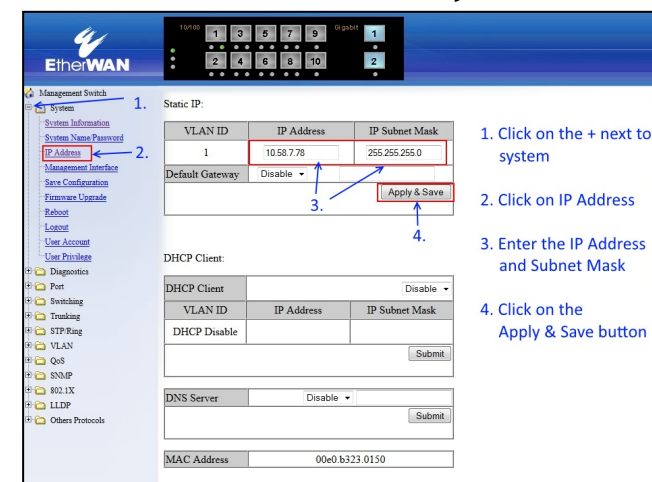 10/100
Gigabit
1 3 5 7 9 1
2 4 6 8 10 2
EtherWAN
Management Switch
System
1.
System Information
System Name/Password
IP Address
2.
Management Interface
Save Configuration
Firmware Upgrade
Reboot
Logout
User Account
User Privilege
Diagnostics
Port
Switching
Trunking
STP/Ring
VLAN
QoS
SNMP
802.1X
LLDP
Others Protocols
Static IP:
VLAN ID IP Address IP Subnet Mask
1 10.58.7.78 255.255.255.0
Default Gateway Disable
3.
Apply & Save
4.
DHCP Client:
DHCP Client Disable
VLAN ID IP Address IP Subnet Mask
DHCP Disable
Submit
DNS Server Disable
Submit
MAC Address 00e0.b323.0150
1. Click on the + next to
system
2. Click on IP Address
3. Enter the IP Address
and Subnet Mask
4. Click on the
Apply & Save button